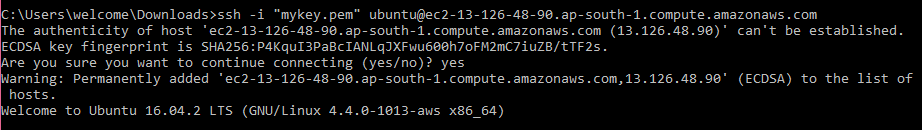 C:\Users\welcome\Downloads>ssh -i "mykey.pem" ubuntu@ec2-13-126-48-90.ap-south-1.compute.amazonaws.com
The authenticity of host 'ec2-13-126-48-90.ap-south-1.compute.amazonaws.com (13.126.48.90)' can't be established.
ECDSA key fingerprint is SHA256:P4KquI3PaBcIANLqJXFwu600h7oFM2mC7iuZB/tTF2s.
Are you sure you want to continue connecting (yes/no)? yes
Warning: Permanently added 'ec2-13-126-48-90.ap-south-1.compute.amazonaws.com,13.126.48.90' (ECDSA) to the list of
 hosts.
Welcome to Ubuntu 16.04.2 LTS (GNU/Linux 4.4.0-1013-aws x86_64)